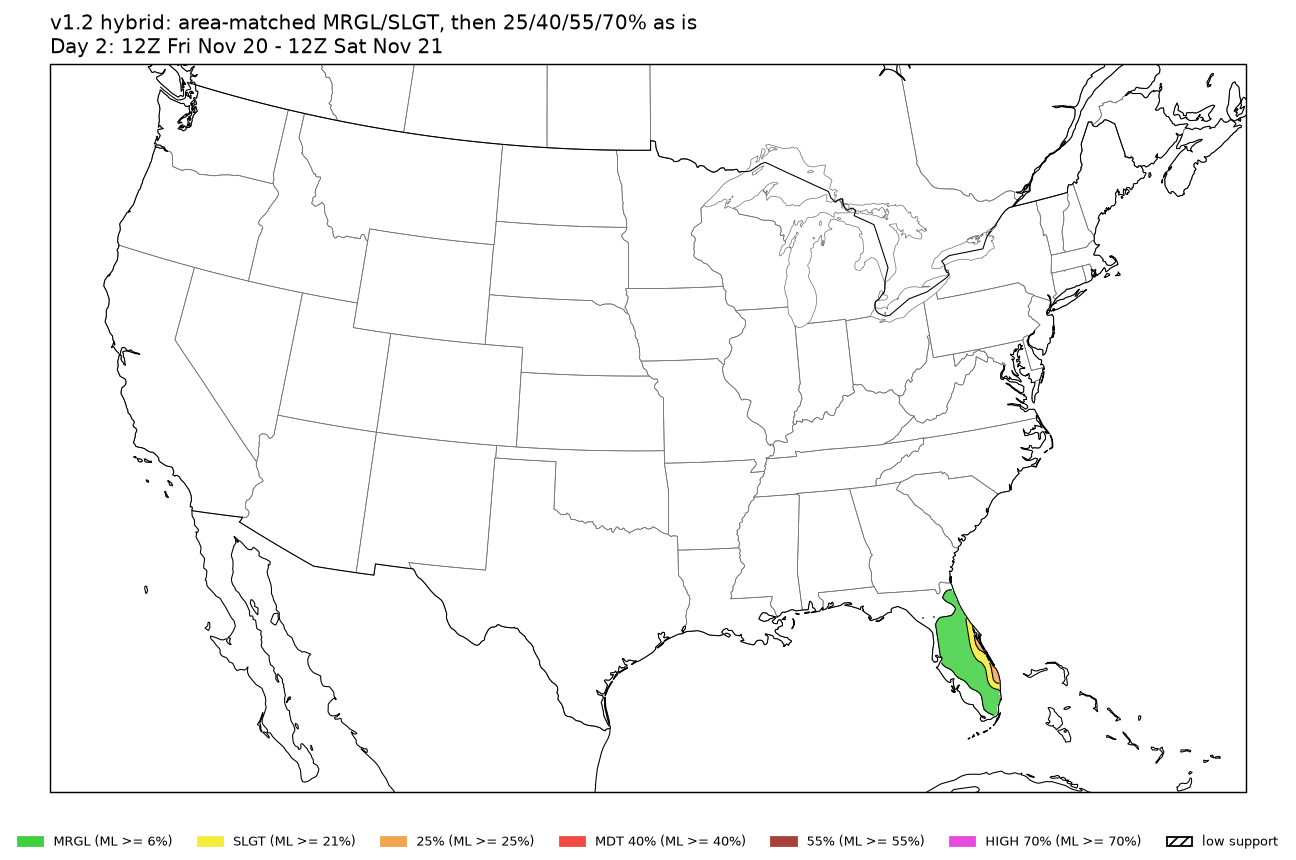 v1.2 hybrid: area-matched MRGL/SLGT, then 25/40/55/70% as is
Day 2: 12Z Fri Nov 20 - 12Z Sat Nov 21
MRGL (ML >= 6%) SLGT (ML >= 21%) 25% (ML >= 25%) MDT 40% (ML >= 40%) 55% (ML >= 55%) HIGH 70% (ML >= 70%) low support